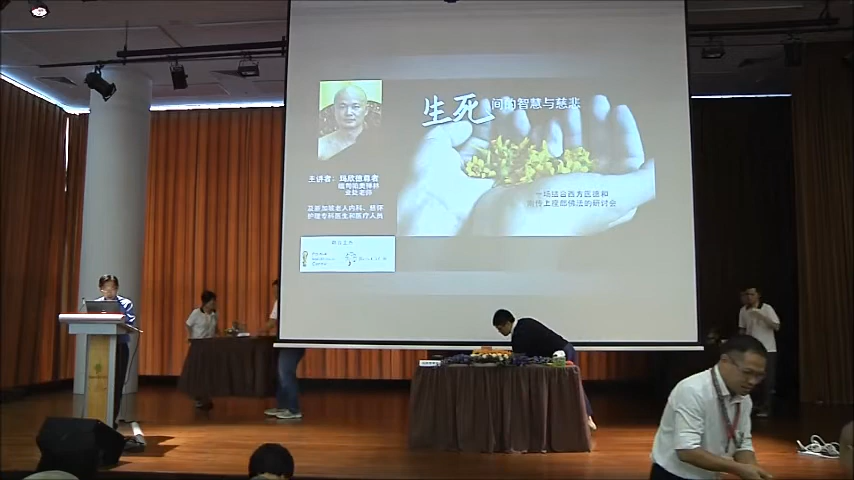 生死间的智慧与慈悲
主讲者：玛欣德尊者
缅甸帕奥禅林
业处老师
及新加坡老人内科、慈怀
护理专科医生和医疗人员
一场结合西方医疗和
南传上座部佛法的研讨会